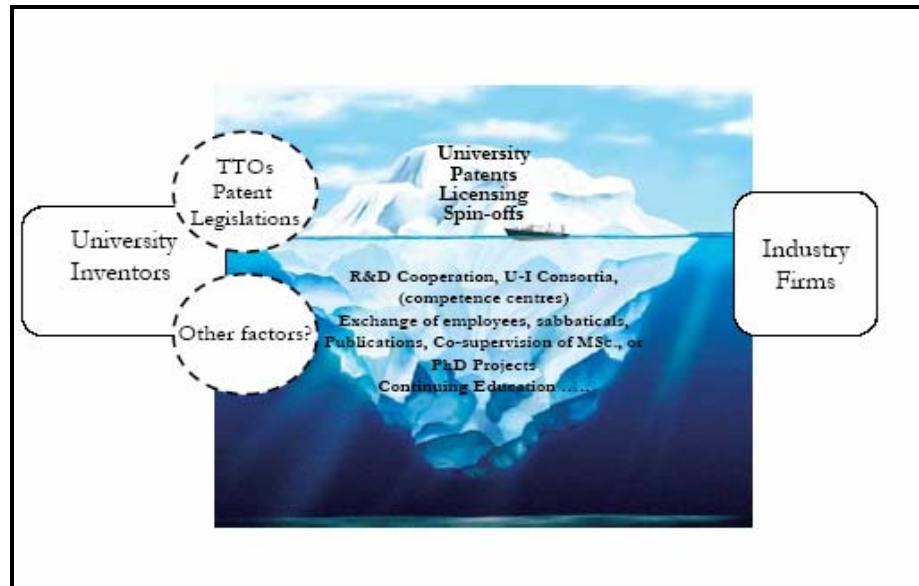 TTOs
Patent
Legislations
University
Inventors
Other factors?
University
Patents
Licensing
Spin-offs
R&D Cooperation, U-I Consortia,
(competence centres)
Exchange of employees, sabbaticals,
Publications, Co-supervision of MSc., or
PhD Projects
Continuing Education ......
Industry
Firms